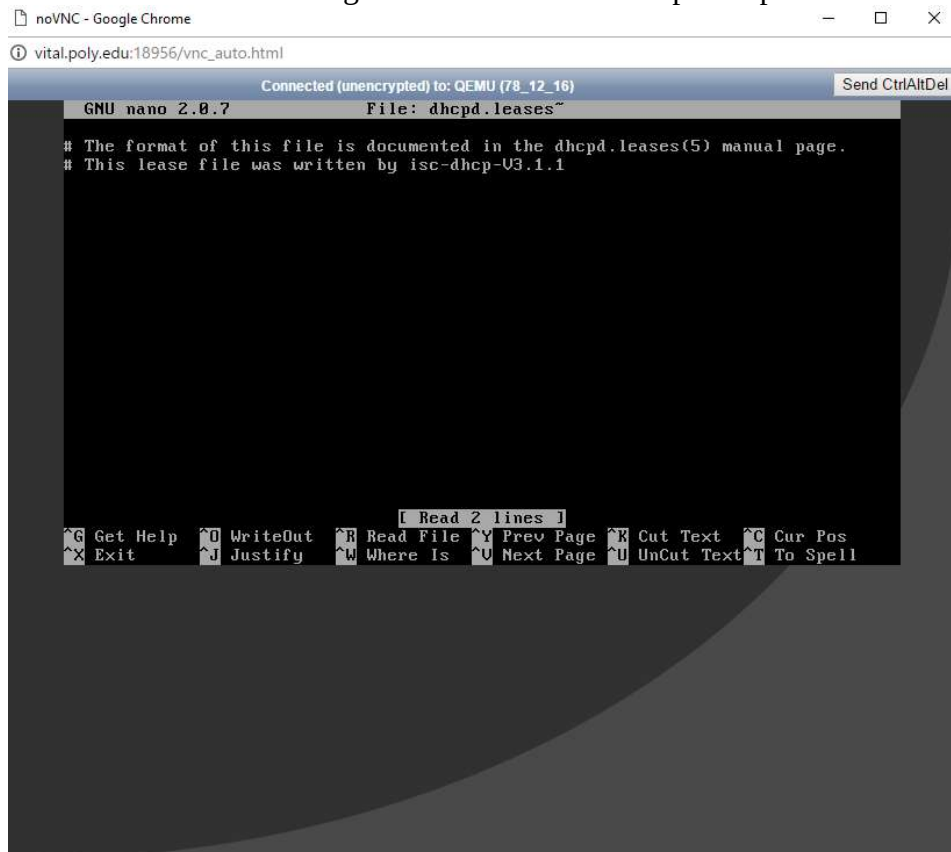 noVNC - Google Chrome
vital.poly.edu:18956/vnc_auto.html
Connected (unencrypted) to: QEMU (78_12_16)
Send CtrlAltDel
GNU nano 2.0.7 File: dhcpd.leases~
# The format of this file is documented in the dhcpd.leases(5) manual page.
# This lease file was written by isc-dhcp-V3.1.1
[ Read 2 lines ]
^G Get Help ^O WriteOut ^R Read File ^Y Prev Page ^K Cut Text ^C Cur Pos
^X Exit ^J Justify ^W Where Is ^V Next Page ^U UnCut Text ^T To Spell